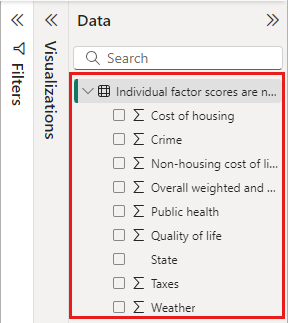 Data
Search
Filters
Visualizations
Individual factor scores are n...
Cost of housing
Crime
Non-housing cost of li...
Overall weighted and ...
Public health
Quality of life
State
Taxes
Weather